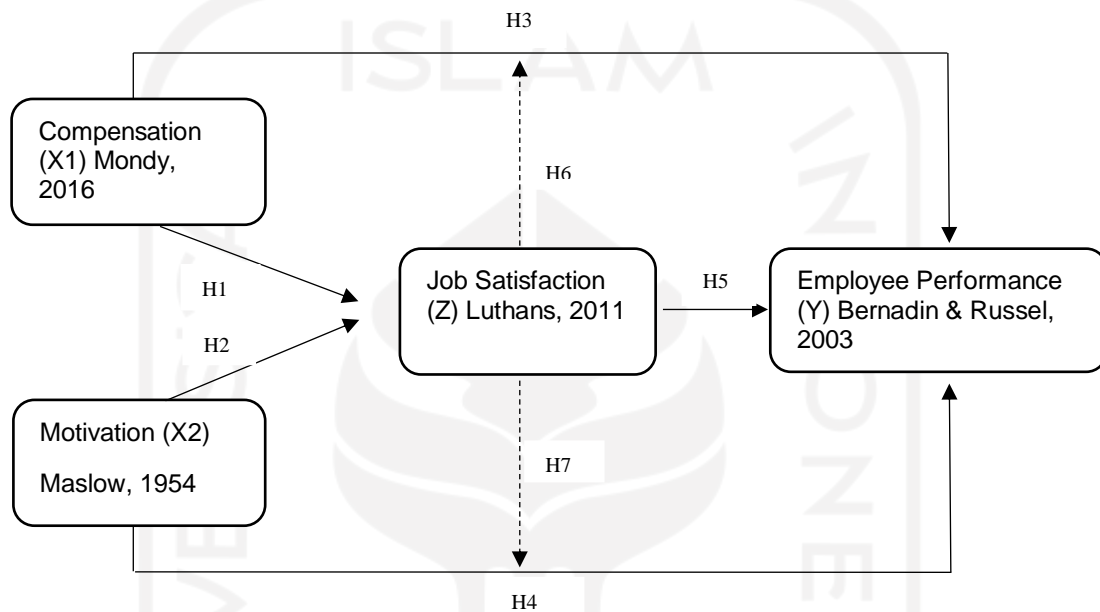 H3
ISLAM
Compensation
(X1) Mondy,
2016
H6
H1
Job Satisfaction
(Z) Luthans, 2011
H5
Employee Performance
(Y) Bernadin & Russel,
2003
H2
Motivation (X2)
Maslow, 1954
H7
H4